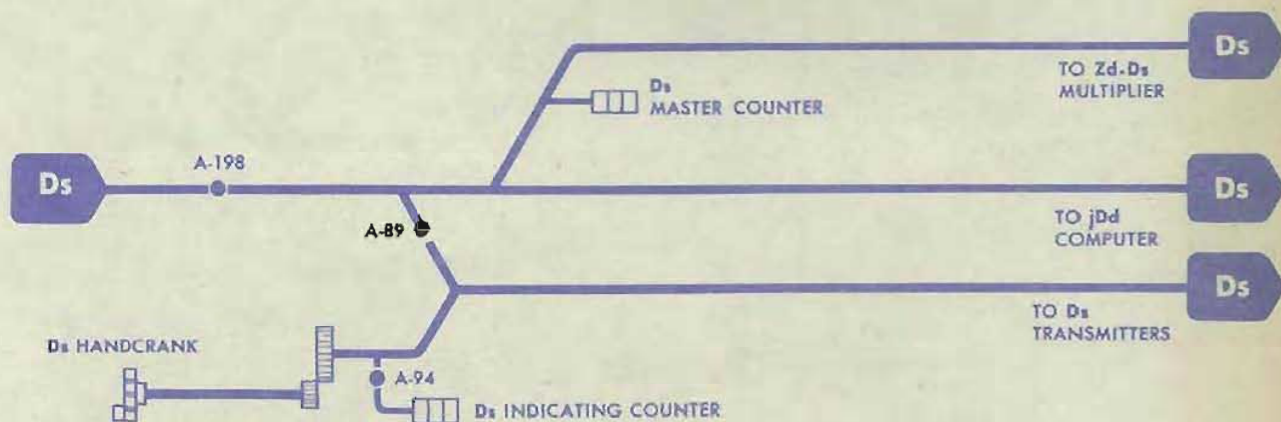 Ds
TO Zd·Ds
MULTIPLIER
Ds
MASTER COUNTER
A-198
Ds
Ds
TO jDd
COMPUTER
A-89
Ds
TO Ds
TRANSMITTERS
Ds HANDCRANK
A-94
Ds INDICATING COUNTER